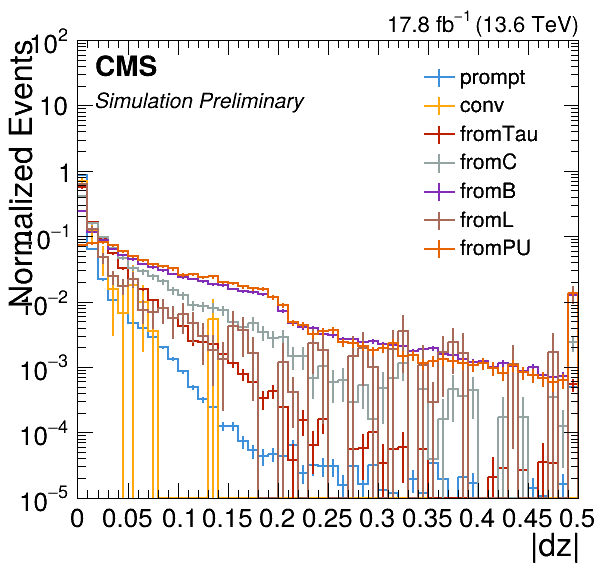 17.8 fb⁻¹ (13.6 TeV)
CMS
Simulation Preliminary
prompt
conv
fromTau
fromC
fromB
fromL
fromPU
Normalized Events
10²
10
1
10⁻¹
10⁻²
10⁻³
10⁻⁴
10⁻⁵
0 0.05 0.1 0.15 0.2 0.25 0.3 0.35 0.4 0.45 0.5
|dz|